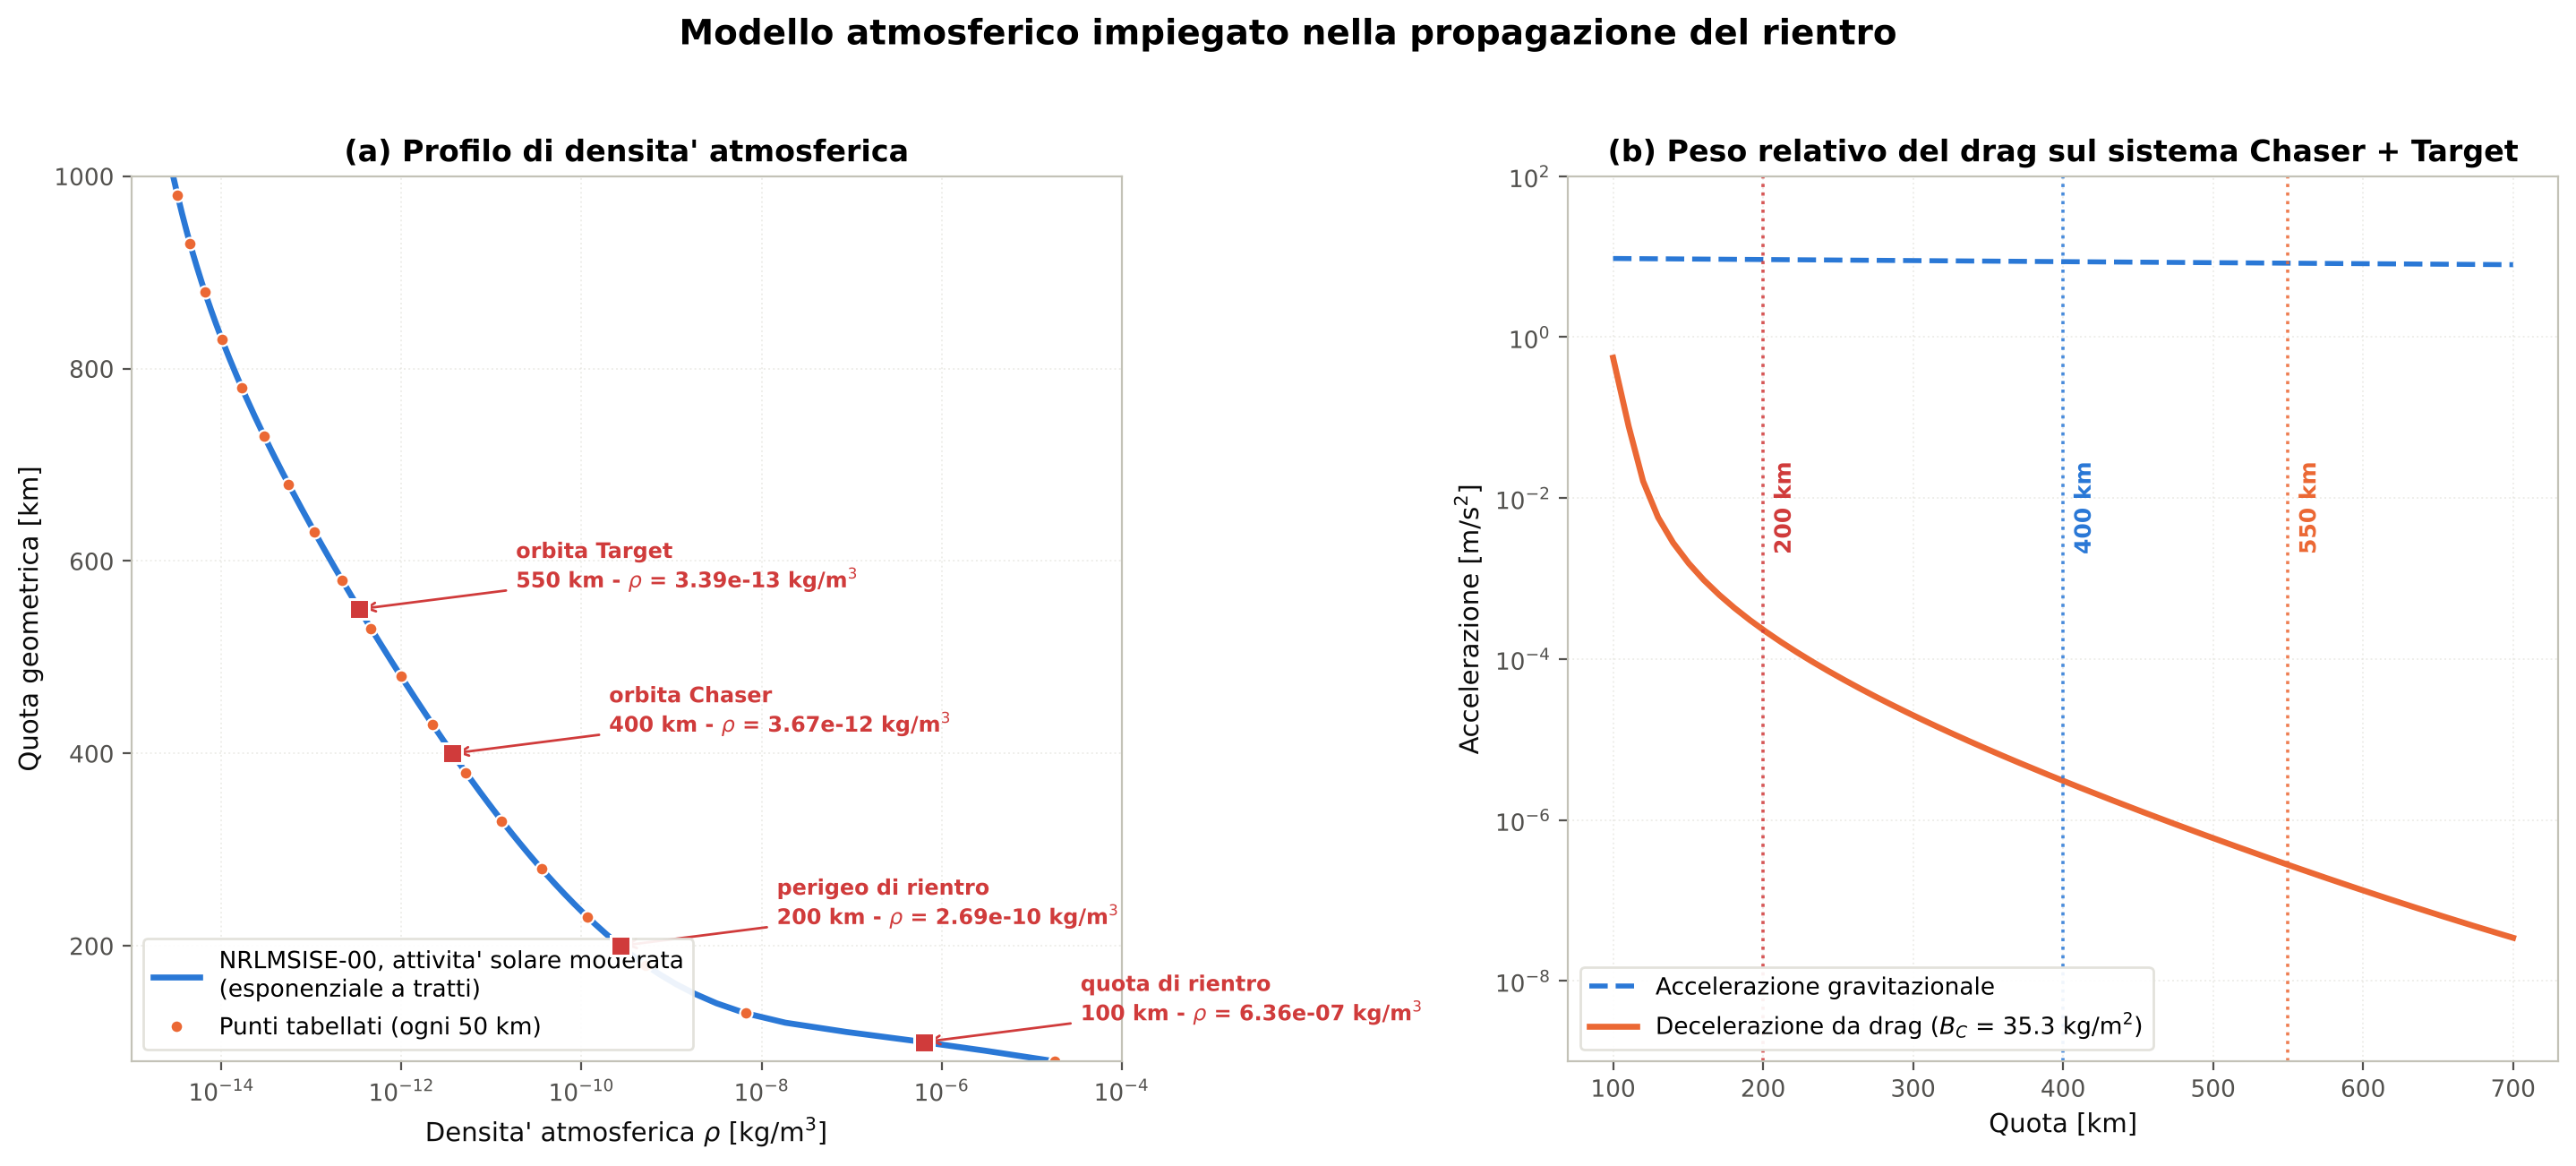 Modello atmosferico impiegato nella propagazione del rientro
(a) Profilo di densita' atmosferica
Quota geometrica [km]
1000
800
600
400
200
orbita Target
550 km - ρ = 3.39e-13 kg/m³
orbita Chaser
400 km - ρ = 3.67e-12 kg/m³
perigeo di rientro
200 km - ρ = 2.69e-10 kg/m³
quota di rientro
100 km - ρ = 6.36e-07 kg/m³
NRLMSISE-00, attivita' solare moderata
(esponenziale a tratti)
Punti tabellati (ogni 50 km)
10⁻¹⁴ 10⁻¹² 10⁻¹⁰ 10⁻⁸ 10⁻⁶ 10⁻⁴
Densita' atmosferica ρ [kg/m³]
(b) Peso relativo del drag sul sistema Chaser + Target
Accelerazione [m/s²]
10²
10⁰
10⁻²
10⁻⁴
10⁻⁶
10⁻⁸
200 km
400 km
550 km
Accelerazione gravitazionale
Decelerazione da drag (B_C = 35.3 kg/m²)
100 200 300 400 500 600 700
Quota [km]